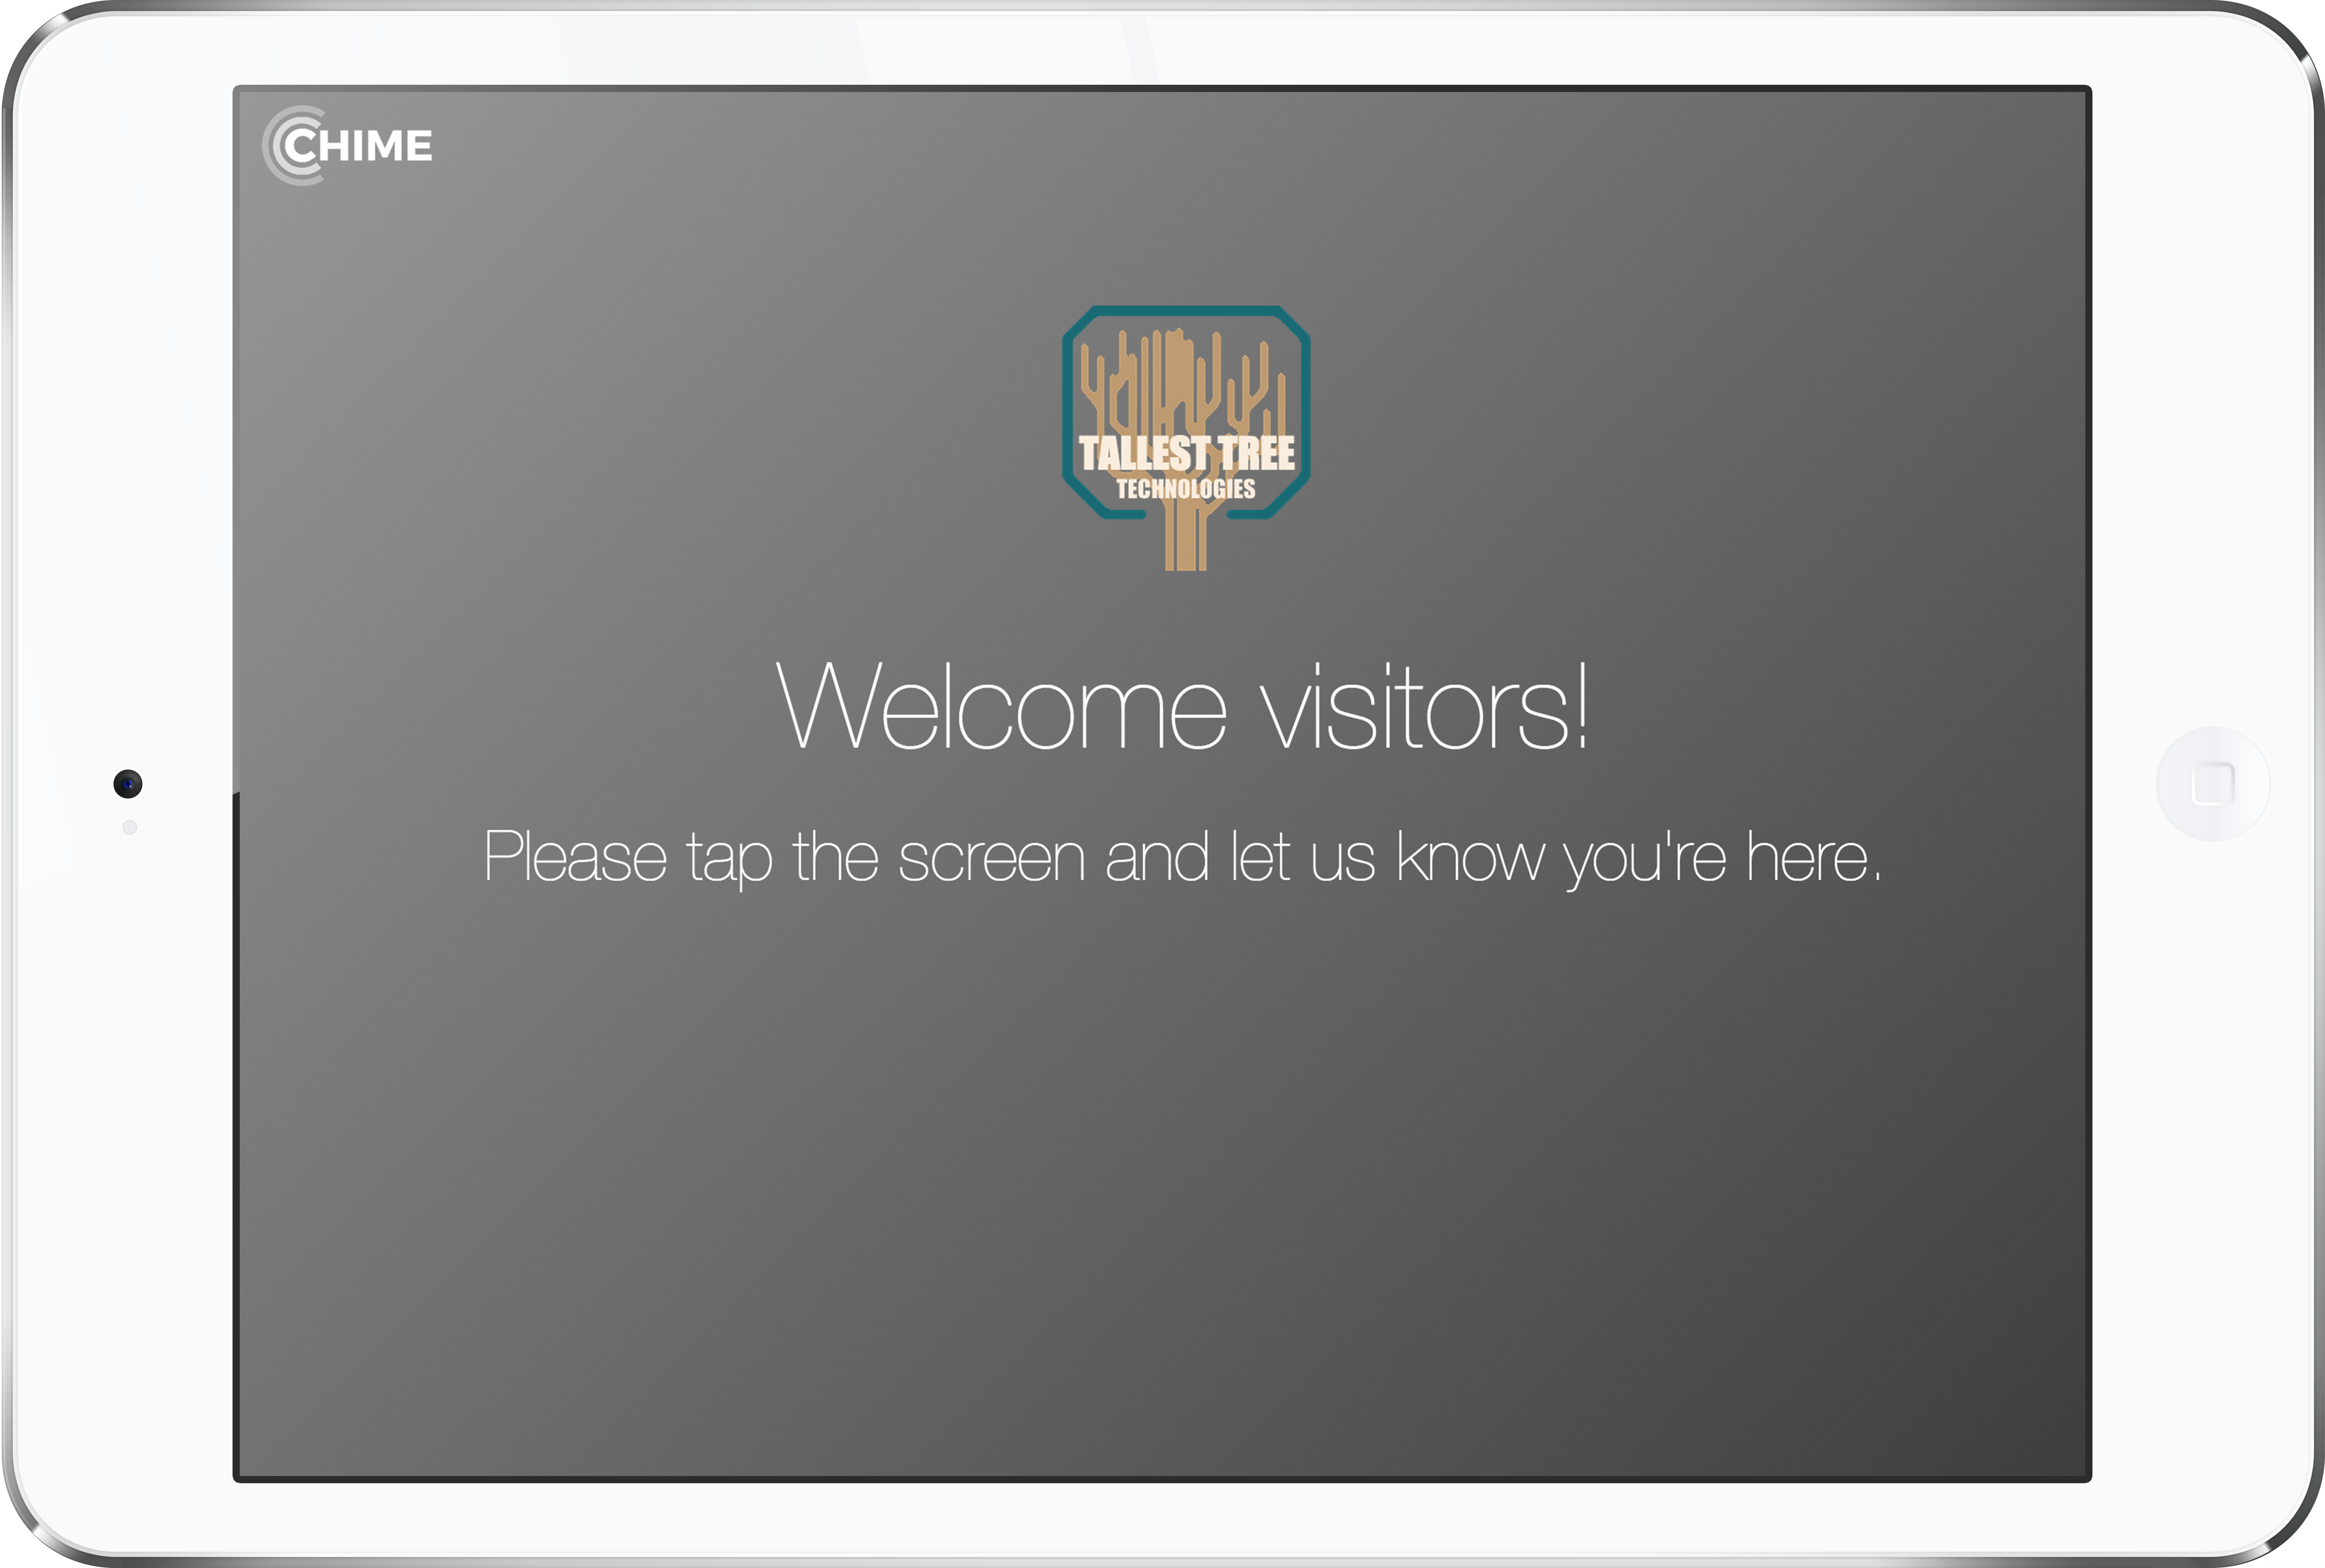 CHIME
TALLEST TREE
TECHNOLOGIES
Welcome visitors!
Please tap the screen and let us know you're here.